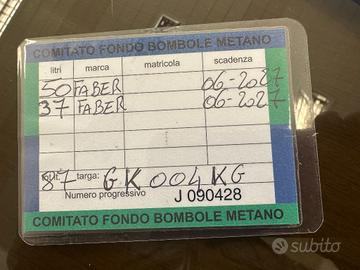 COMITATO FONDO BOMBOLE METANO
litri marca matricola scadenza
50 FABER 06-2027
37 FABER 06-2027
87 targa: GK004KG
Numero progressivo J 090428
COMITATO FONDO BOMBOLE METANO
subito